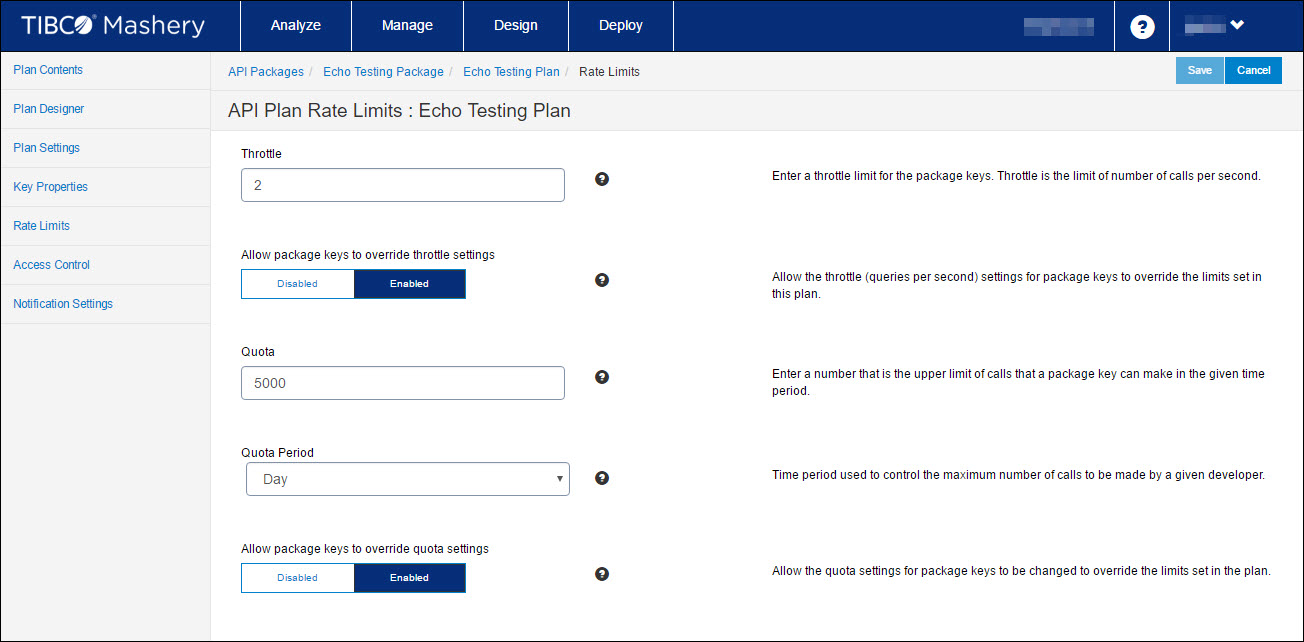 TIBCO® Mashery
Analyze
Manage
Design
Deploy
?
Plan Contents
Plan Designer
Plan Settings
Key Properties
Rate Limits
Access Control
Notification Settings
API Packages / Echo Testing Package / Echo Testing Plan / Rate Limits
Save
Cancel
API Plan Rate Limits : Echo Testing Plan
Throttle
2
?
Enter a throttle limit for the package keys. Throttle is the limit of number of calls per second.
Allow package keys to override throttle settings
Disabled
Enabled
?
Allow the throttle (queries per second) settings for package keys to override the limits set in
this plan.
Quota
5000
?
Enter a number that is the upper limit of calls that a package key can make in the given time
period.
Quota Period
Day
?
Time period used to control the maximum number of calls to be made by a given developer.
Allow package keys to override quota settings
Disabled
Enabled
?
Allow the quota settings for package keys to be changed to override the limits set in the plan.